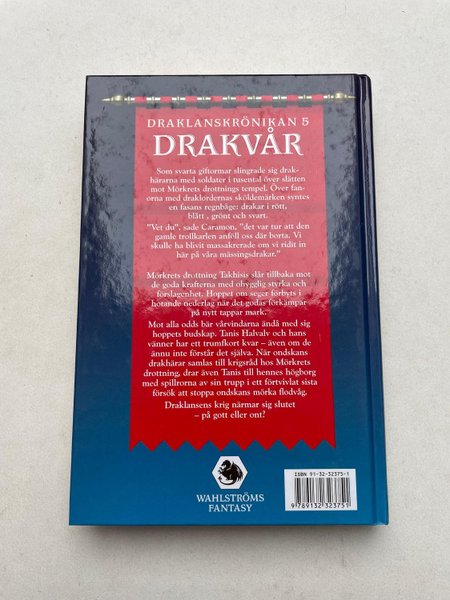 DRAKLANSKRÖNIKAN 5
DRAKVÅR
Som svarta giftormar slingrade sig drak-
härarna med soldater i tusental över slätten
mot Mörkrets drottnings tempel. Över fan-
orna med draklordernas sköldemärken syntes
en fasans regnbåge: drakar i rött,
blått , grönt och svart.
"Vet du", sade Caramon, "det var tur att den
gamle trollkarlen anföll oss där borta. Vi
skulle ha blivit massakrerade om vi ridit in
här på våra mässingsdrakar."
Mörkrets drottning Takhisis slår tillbaka mot
de goda krafterna med ohygglig styrka och
förslagenhet. Hoppet om seger förbyts i
hotande nederlag när det godas förkämpar
på nytt tappar mark.
Mot alla odds bär vårvindarna ändå med sig
hoppets budskap. Tanis Halvalv och hans
vänner har ett trumfkort kvar – även om de
ännu inte förstår det själva. När ondskans
drakhärar samlas till krigsråd hos Mörkrets
drottning, drar även Tanis till hennes högborg
med spillrorna av sin trupp i ett förtvivlat sista
försök att stoppa ondskans mörka flodvåg.
Draklansens krig närmar sig slutet
– på gott eller ont?
WAHLSTRÖMS
FANTASY
ISBN 91-32-32375-1
9 789132 323751